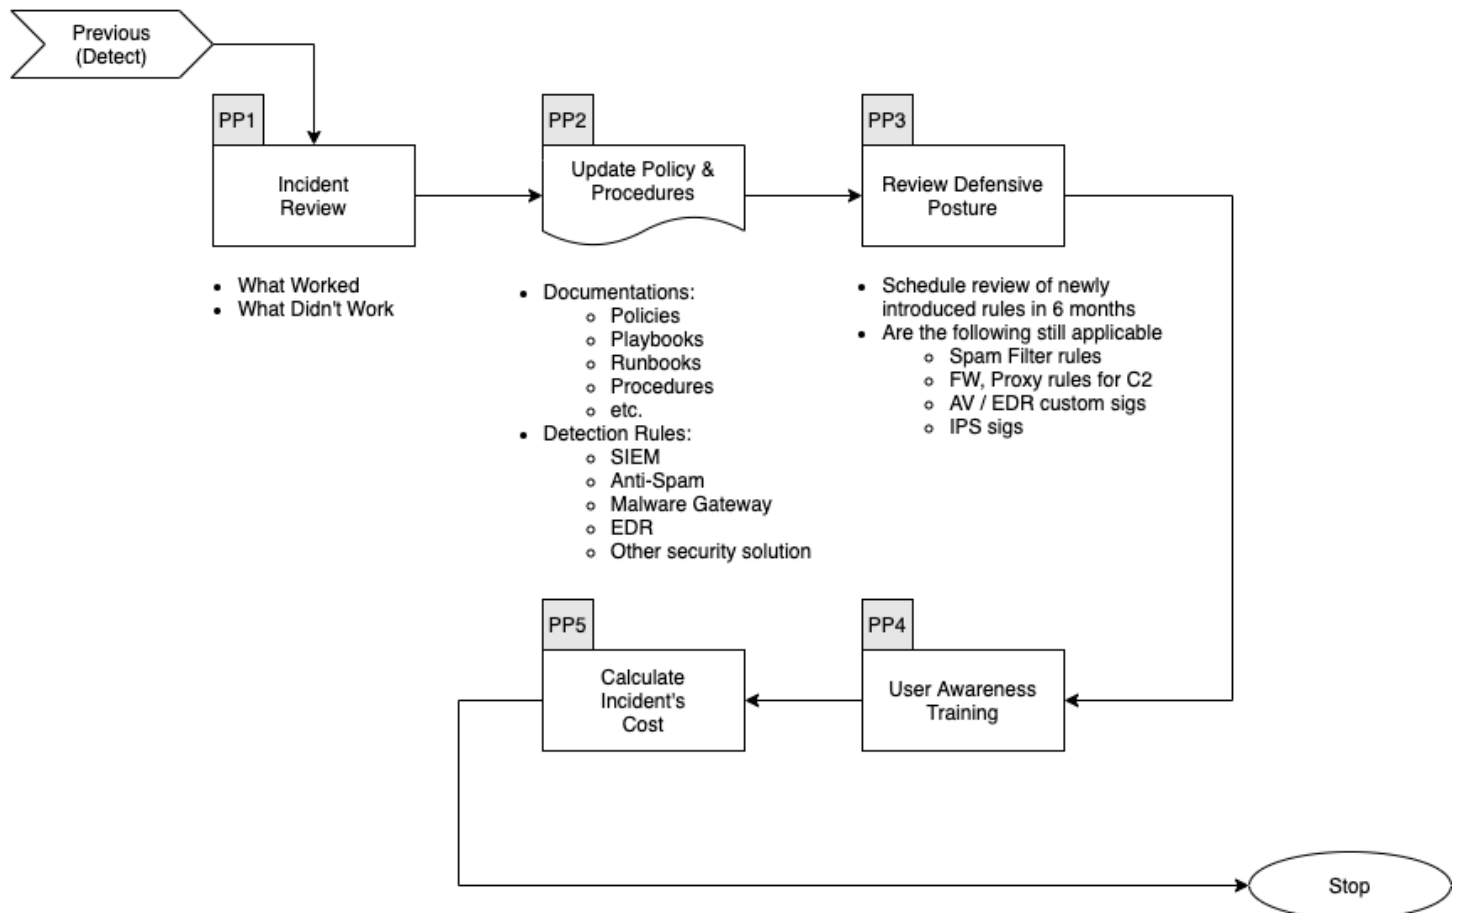 Previous
(Detect)
PP1
Incident
Review
• What Worked
• What Didn't Work
PP2
Update Policy &
Procedures
• Documentations:
◦ Policies
◦ Playbooks
◦ Runbooks
◦ Procedures
◦ etc.
• Detection Rules:
◦ SIEM
◦ Anti-Spam
◦ Malware Gateway
◦ EDR
◦ Other security solution
PP3
Review Defensive
Posture
• Schedule review of newly
introduced rules in 6 months
• Are the following still applicable
◦ Spam Filter rules
◦ FW, Proxy rules for C2
◦ AV / EDR custom sigs
◦ IPS sigs
PP4
User Awareness
Training
PP5
Calculate
Incident's
Cost
Stop